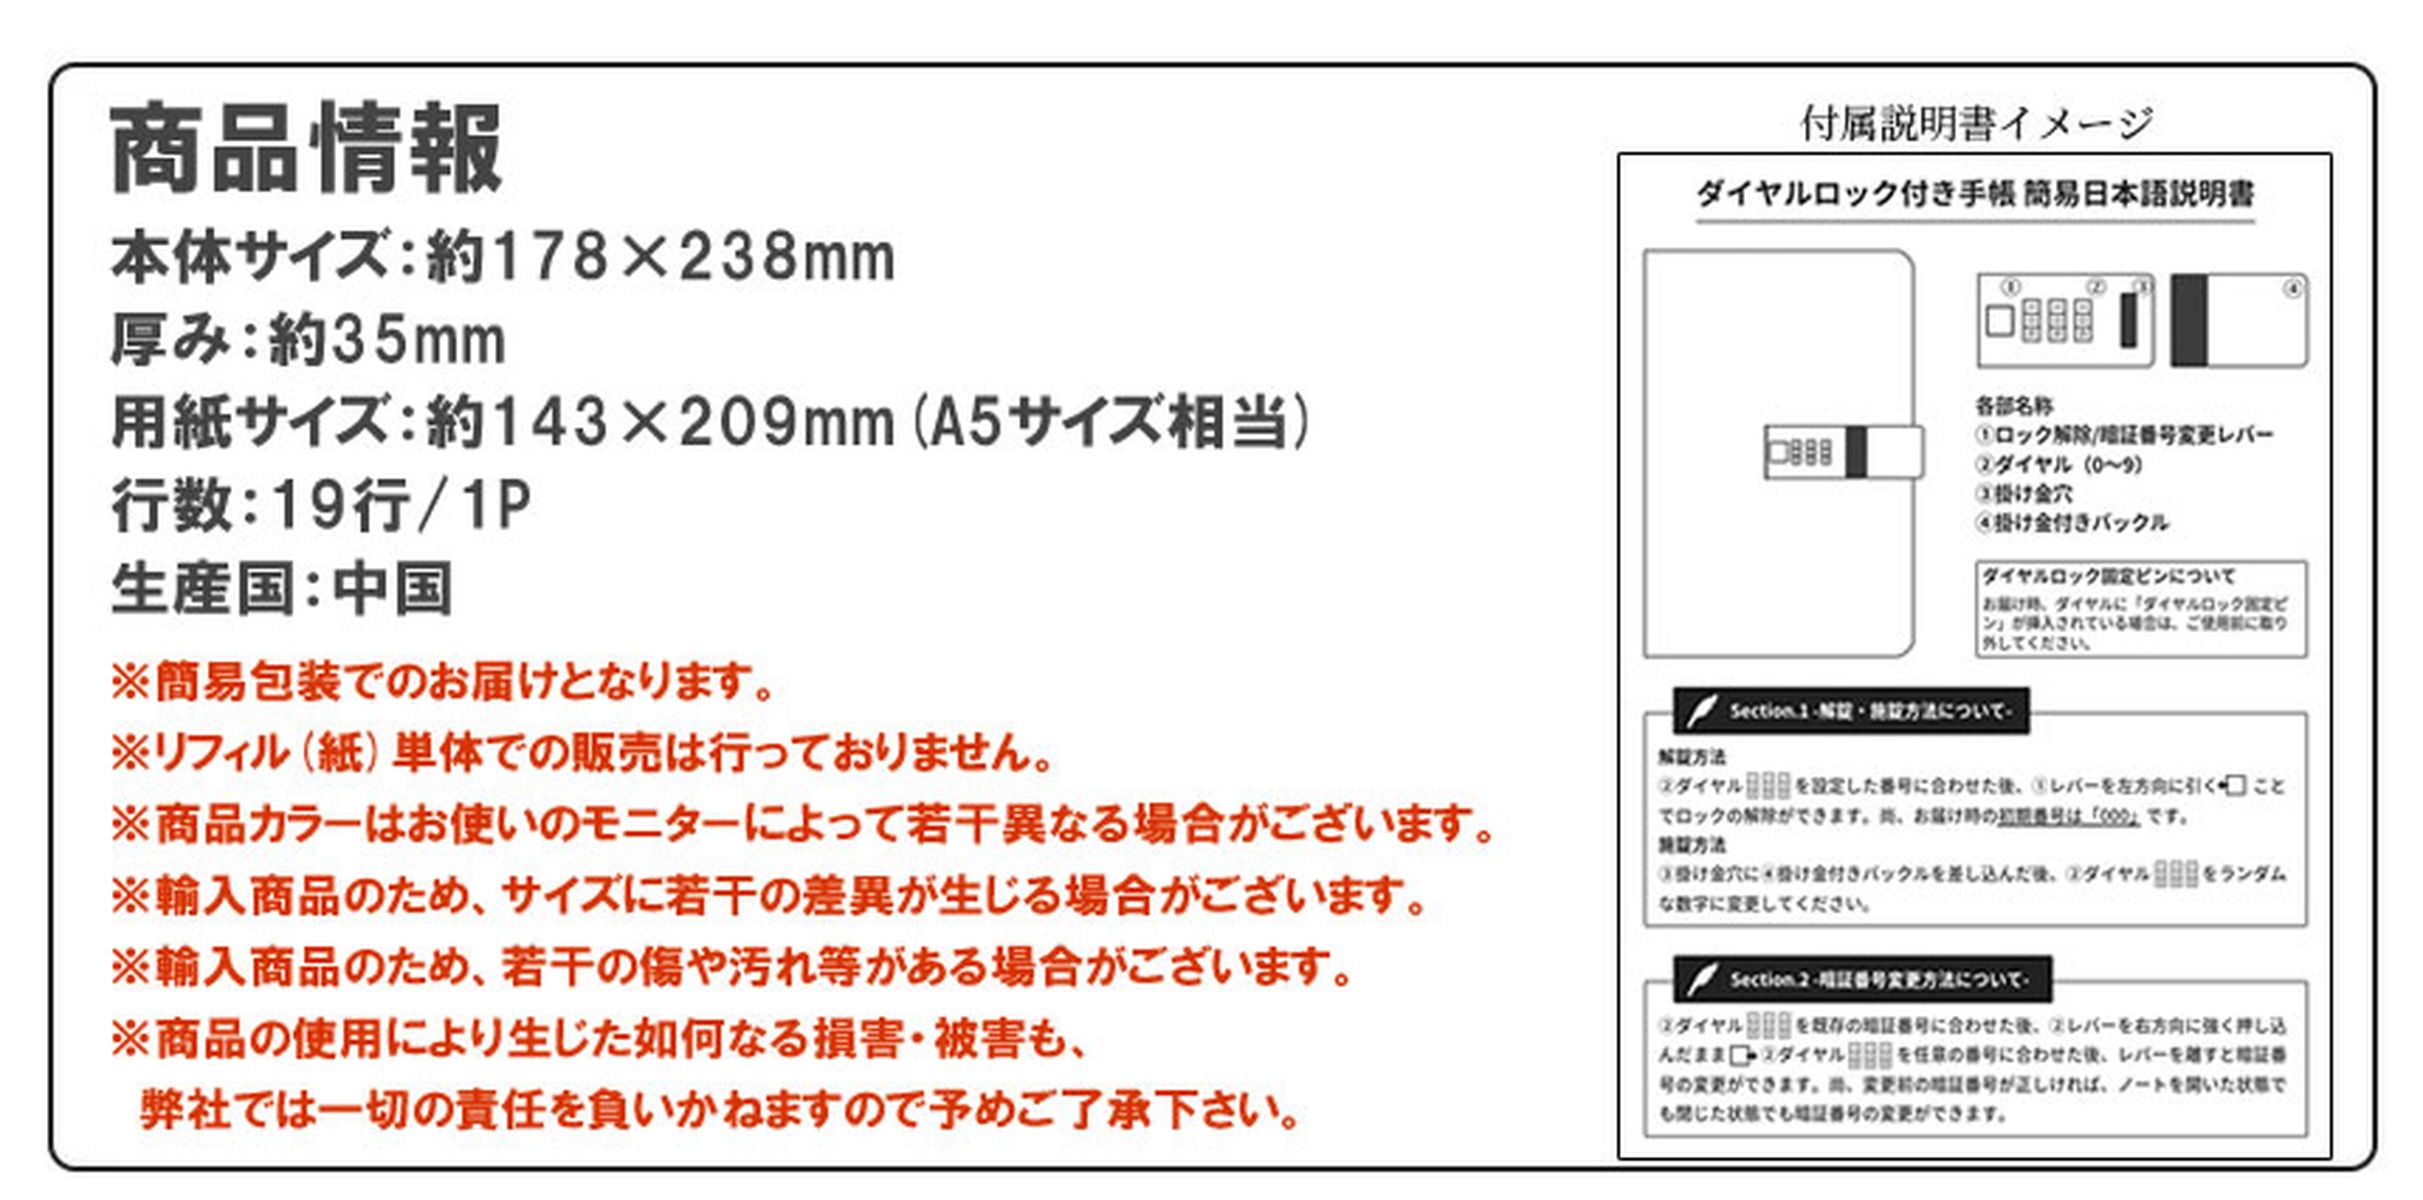 商品情報
本体サイズ：約178×238mm
厚み：約35mm
用紙サイズ：約143×209mm(A5サイズ相当)
行数：19行/1P
生産国：中国
※簡易包装でのお届けとなります。
※リフィル(紙)単体での販売は行っておりません。
※商品カラーはお使いのモニターによって若干異なる場合がございます。
※輸入商品のため、サイズに若干の差異が生じる場合がございます。
※輸入商品のため、若干の傷や汚れ等がある場合がございます。
※商品の使用により生じた如何なる損害・被害も、
弊社では一切の責任を負いかねますので予めご了承下さい。
付属説明書イメージ
ダイヤルロック付き手帳 簡易日本語説明書
① ② ③ ④
各部名称
①ロック解除/暗証番号変更レバー
②ダイヤル（0〜9）
③掛け金穴
④掛け金付きバックル
ダイヤルロック固定ピンについて
お届け時、ダイヤルに「ダイヤルロック固定ピ
ン」が挿入されている場合は、ご使用前に取り
外してください。
Section.1 -解錠・施錠方法について-
解錠方法
②ダイヤルを設定した番号に合わせた後、①レバーを左方向に引くこと
でロックの解除ができます。尚、お届け時の初期番号は「000」です。
施錠方法
③掛け金穴に④掛け金付きバックルを差し込んだ後、②ダイヤルをランダム
な数字に変更してください。
Section.2 -暗証番号変更方法について-
②ダイヤルを既存の暗証番号に合わせた後、②レバーを右方向に強く押し込
んだまま②ダイヤルを任意の番号に合わせた後、レバーを離すと暗証番
号の変更ができます。尚、変更前の暗証番号が正しければ、ノートを開いた状態で
も閉じた状態でも暗証番号の変更ができます。